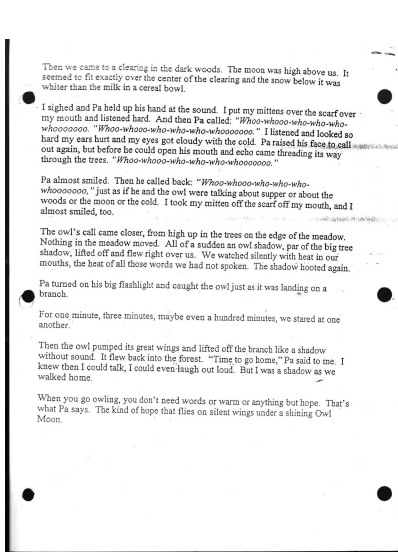 Then we came to a clearing in the dark woods. The moon was high above us. It
seemed to fit exactly over the center of the clearing and the snow below it was
whiter than the milk in a cereal bowl.
I sighed and Pa held up his hand at the sound. I put my mittens over the scarf over
my mouth and listened hard. And then Pa called: "Whoo-whooo-who-who-who-
whooooooo. "Whoo-whooo-who-who-who-whooooooo." I listened and looked so
hard my ears hurt and my eyes got cloudy with the cold. Pa raised his face to call
out again, but before he could open his mouth and echo came threading its way
through the trees. "Whoo-whooo-who-who-who-whooooooo."
Pa almost smiled. Then he called back: "Whoo-whooo-who-who-who-
whooooooo," just as if he and the owl were talking about supper or about the
woods or the moon or the cold. I took my mitten off the scarf off my mouth, and I
almost smiled, too.
The owl's call came closer, from high up in the trees on the edge of the meadow.
Nothing in the meadow moved. All of a sudden an owl shadow, par of the big tree
shadow, lifted off and flew right over us. We watched silently with heat in our
mouths, the heat of all those words we had not spoken. The shadow hooted again.
Pa turned on his big flashlight and caught the owl just as it was landing on a
branch.
For one minute, three minutes, maybe even a hundred minutes, we stared at one
another.
Then the owl pumped its great wings and lifted off the branch like a shadow
without sound. It flew back into the forest. "Time to go home," Pa said to me. I
knew then I could talk, I could even laugh out loud. But I was a shadow as we
walked home.
When you go owling, you don't need words or warm or anything but hope. That's
what Pa says. The kind of hope that flies on silent wings under a shining Owl
Moon.